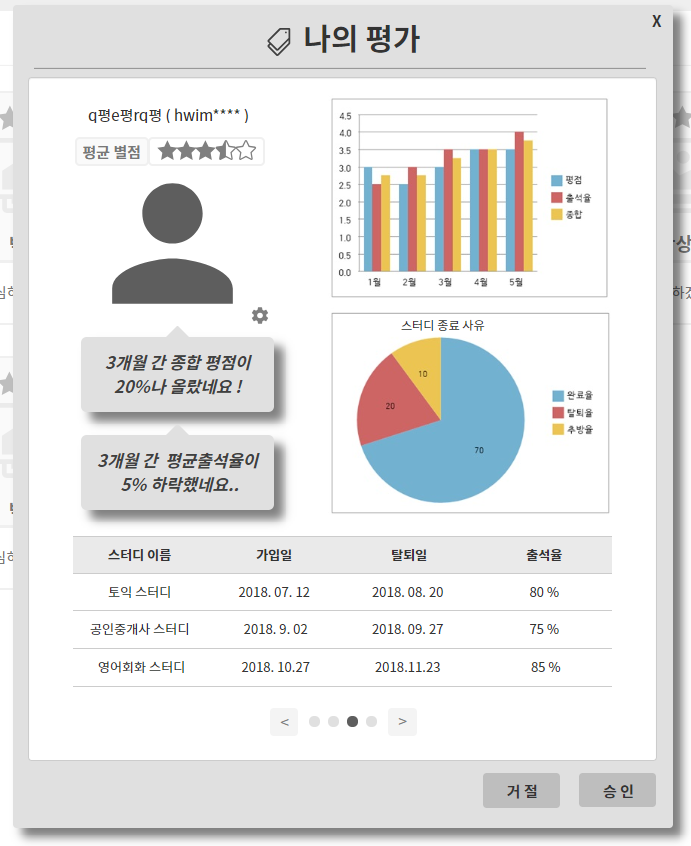 X
나의 평가
q평e평rq평 ( hwim**** )
평균 별점
3개월 간 종합 평점이
20%나 올랐네요 !
3개월 간 평균출석율이
5% 하락했네요..
4.5
4.0
3.5
3.0
2.5
2.0
1.5
1.0
0.5
0.0
1월 2월 3월 4월 5월
평점
출석율
종합
스터디 종료 사유
10
20
70
완료율
탈퇴율
추방율
스터디 이름 가입일 탈퇴일 출석율
토익 스터디 2018. 07. 12 2018. 08. 20 80 %
공인중개사 스터디 2018. 9. 02 2018. 09. 27 75 %
영어회화 스터디 2018. 10.27 2018.11.23 85 %
< >
거 절 승 인